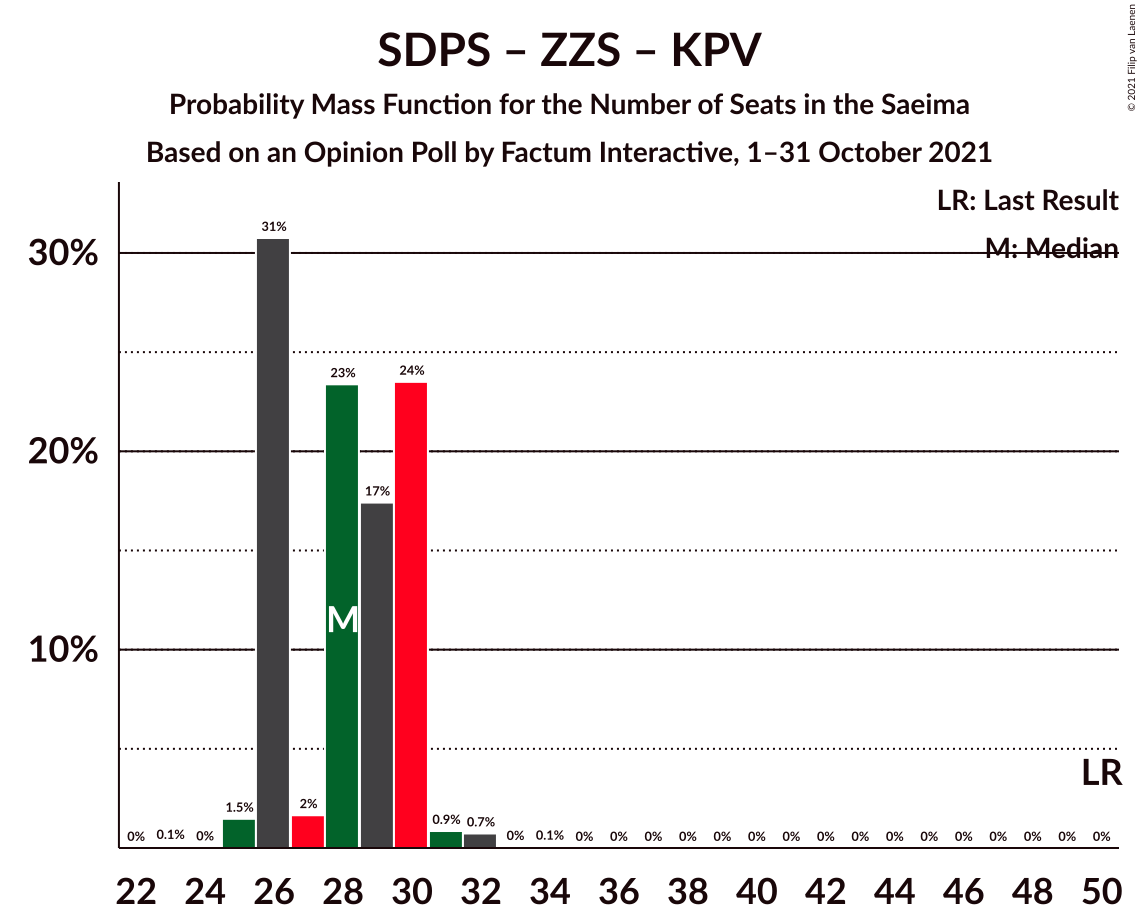 SDPS – ZZS – KPV
Probability Mass Function for the Number of Seats in the Saeima
Based on an Opinion Poll by Factum Interactive, 1–31 October 2021
© 2021 Filip van Laenen
LR: Last Result
M: Median
30%
20%
10%
0% 0.1% 0% 1.5% 31% 2% 23% 17% 24% 0.9% 0.7% 0% 0.1% 0% 0% 0% 0% 0% 0% 0% 0% 0% 0% 0% 0% 0% 0% 0% 0%
M
LR
22 24 26 28 30 32 34 36 38 40 42 44 46 48 50